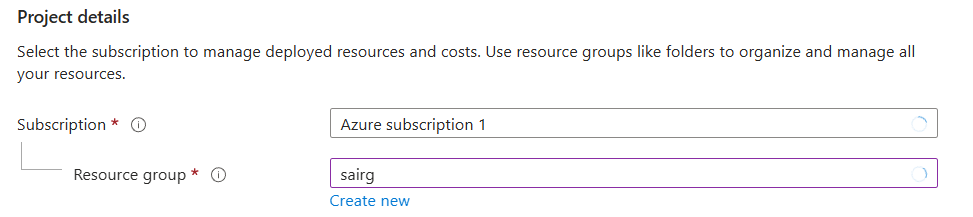 Project details
Select the subscription to manage deployed resources and costs. Use resource groups like folders to organize and manage all
your resources.
Subscription *
Azure subscription 1
Resource group *
sairg
Create new